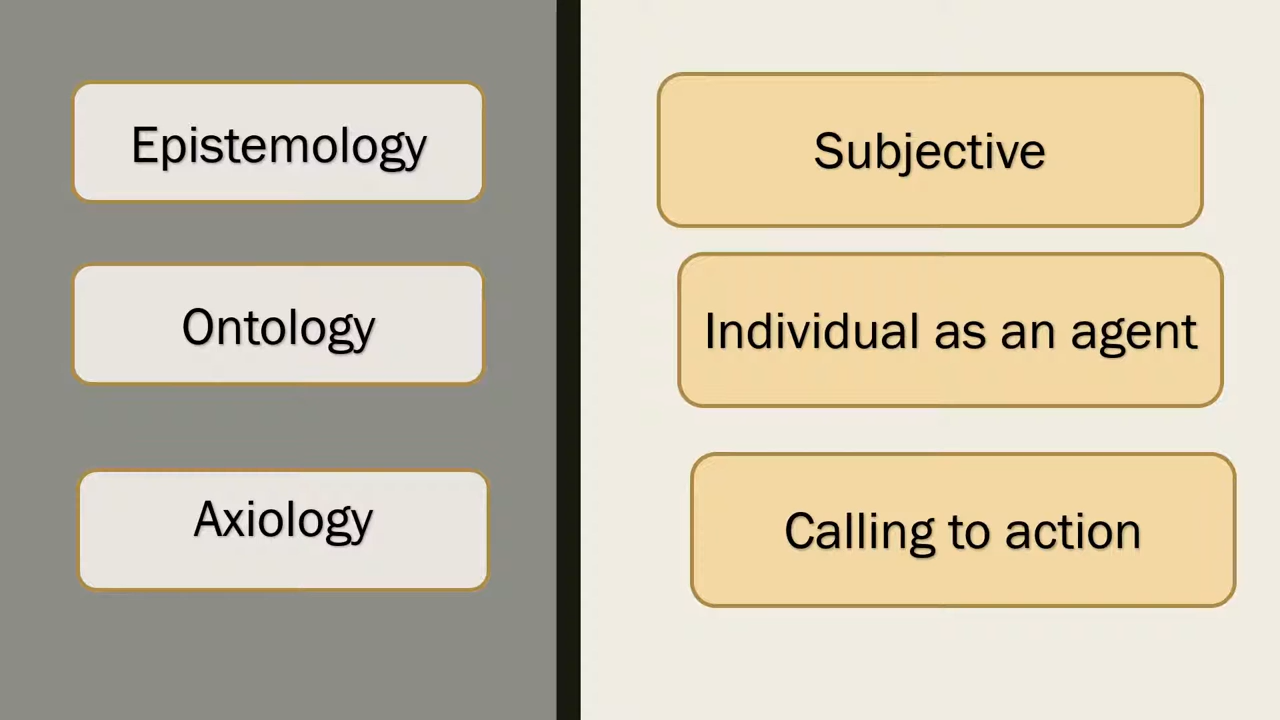 Epistemology
Subjective
Ontology
Individual as an agent
Axiology
Calling to action